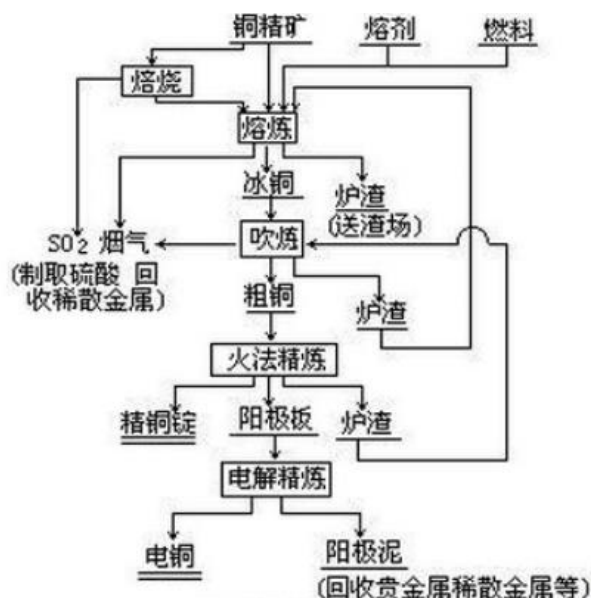 铜精矿
熔剂
燃料
焙烧
熔炼
冰铜
炉渣
(送渣场)
吹炼
SO2 烟气
(制取硫酸 回
收稀散金属)
粗铜
炉渣
火法精炼
精铜锭
阳极板
炉渣
电解精炼
电铜
阳极泥
(回收贵金属稀散金属等)